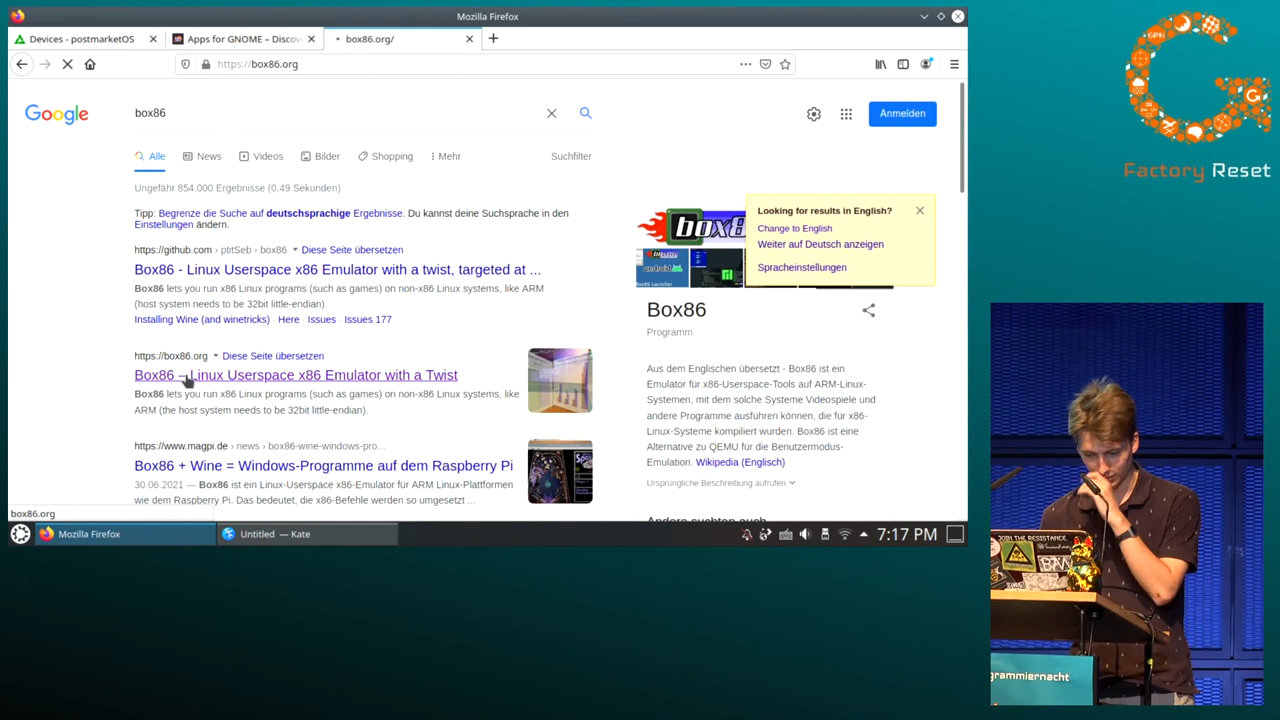 Mozilla Firefox
Devices - postmarketOS
Apps for GNOME – Discov
box86.org/
https://box86.org
Google
box86
Anmelden
Alle
News
Videos
Bilder
Shopping
Mehr
Suchfilter
Ungefähr 854.000 Ergebnisse (0.49 Sekunden)
Tipp: Begrenze die Suche auf deutschsprachige Ergebnisse. Du kannst deine Suchsprache in den
Einstellungen ändern.
https://github.com › ptitSeb › box86 Diese Seite übersetzen
Box86 - Linux Userspace x86 Emulator with a twist, targeted at ...
Box86 lets you run x86 Linux programs (such as games) on non-x86 Linux systems, like ARM
(host system needs to be 32bit little-endian).
Installing Wine (and winetricks) · Here · Issues · Issues 177
https://box86.org Diese Seite übersetzen
Box86 – Linux Userspace x86 Emulator with a Twist
Box86 lets you run x86 Linux programs (such as games) on non-x86 Linux systems, like
ARM (the host system needs to be 32bit little-endian).
https://www.magpi.de › news › box86-wine-windows-pro...
Box86 + Wine = Windows-Programme auf dem Raspberry Pi
30.06.2021 — Box86 ist ein Linux-Userspace-x86-Emulator für ARM Linux-Plattformen
wie dem Raspberry Pi. Das bedeutet, die x86-Befehle werden so umgesetzt ...
Looking for results in English?
Change to English
Weiter auf Deutsch anzeigen
Spracheinstellungen
Box86
Programm
Aus dem Englischen übersetzt - Box86 ist ein
Emulator für x86-Userspace-Tools auf ARM-Linux-
Systemen, mit dem solche Systeme Videospiele und
andere Programme ausführen können, die für x86-
Linux-Systeme kompiliert wurden. Box86 ist eine
Alternative zu QEMU für die Benutzermodus-
Emulation. Wikipedia (Englisch)
Ursprüngliche Beschreibung aufrufen
Andere suchten auch
box86.org
Mozilla Firefox
Untitled — Kate
7:17 PM
GPN
Factory Reset
JOIN THE RESISTANCE.
grammiernacht